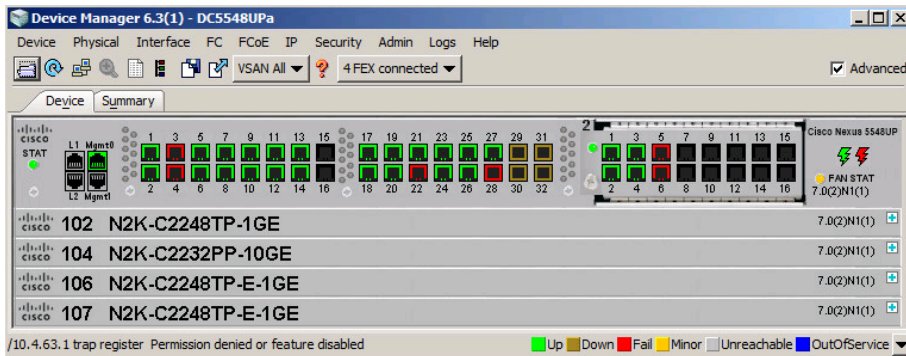 Device Manager 6.3(1) - DC5548UPa
Device Physical Interface FC FCoE IP Security Admin Logs Help
VSAN All 4 FEX connected Advanced
Device Summary
cisco
STAT
L1 Mgmt0
L2 Mgmt1
1 3 5 7 9 11 13 15 17 19 21 23 25 27 29 31
2 4 6 8 10 12 14 16 18 20 22 24 26 28 30 32
2
1 3 5 7 9 11 13 15
2 4 6 8 10 12 14 16
Cisco Nexus 5548UP
FAN STAT
7.0(2)N1(1)
cisco 102 N2K-C2248TP-1GE 7.0(2)N1(1)
cisco 104 N2K-C2232PP-10GE 7.0(2)N1(1)
cisco 106 N2K-C2248TP-E-1GE 7.0(2)N1(1)
cisco 107 N2K-C2248TP-E-1GE 7.0(2)N1(1)
/10.4.63.1 trap register Permission denied or feature disabled Up Down Fail Minor Unreachable OutOfService